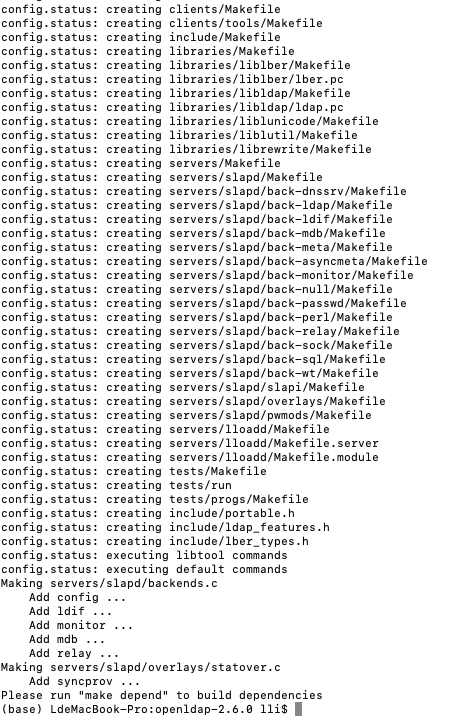 config.status: creating clients/Makefile
config.status: creating clients/tools/Makefile
config.status: creating include/Makefile
config.status: creating libraries/Makefile
config.status: creating libraries/liblber/Makefile
config.status: creating libraries/liblber/lber.pc
config.status: creating libraries/libldap/Makefile
config.status: creating libraries/libldap/ldap.pc
config.status: creating libraries/liblunicode/Makefile
config.status: creating libraries/liblutil/Makefile
config.status: creating libraries/librewrite/Makefile
config.status: creating servers/Makefile
config.status: creating servers/slapd/Makefile
config.status: creating servers/slapd/back-dnssrv/Makefile
config.status: creating servers/slapd/back-ldap/Makefile
config.status: creating servers/slapd/back-ldif/Makefile
config.status: creating servers/slapd/back-mdb/Makefile
config.status: creating servers/slapd/back-meta/Makefile
config.status: creating servers/slapd/back-asyncmeta/Makefile
config.status: creating servers/slapd/back-monitor/Makefile
config.status: creating servers/slapd/back-null/Makefile
config.status: creating servers/slapd/back-passwd/Makefile
config.status: creating servers/slapd/back-perl/Makefile
config.status: creating servers/slapd/back-relay/Makefile
config.status: creating servers/slapd/back-sock/Makefile
config.status: creating servers/slapd/back-sql/Makefile
config.status: creating servers/slapd/back-wt/Makefile
config.status: creating servers/slapd/slapi/Makefile
config.status: creating servers/slapd/overlays/Makefile
config.status: creating servers/slapd/pwmods/Makefile
config.status: creating servers/lloadd/Makefile
config.status: creating servers/lloadd/Makefile.server
config.status: creating servers/lloadd/Makefile.module
config.status: creating tests/Makefile
config.status: creating tests/run
config.status: creating tests/progs/Makefile
config.status: creating include/portable.h
config.status: creating include/ldap_features.h
config.status: creating include/lber_types.h
config.status: executing libtool commands
config.status: executing default commands
Making servers/slapd/backends.c
    Add config ...
    Add ldif ...
    Add monitor ...
    Add mdb ...
    Add relay ...
Making servers/slapd/overlays/statover.c
    Add syncprov ...
Please run "make depend" to build dependencies
(base) LdeMacBook-Pro:openldap-2.6.0 lli$